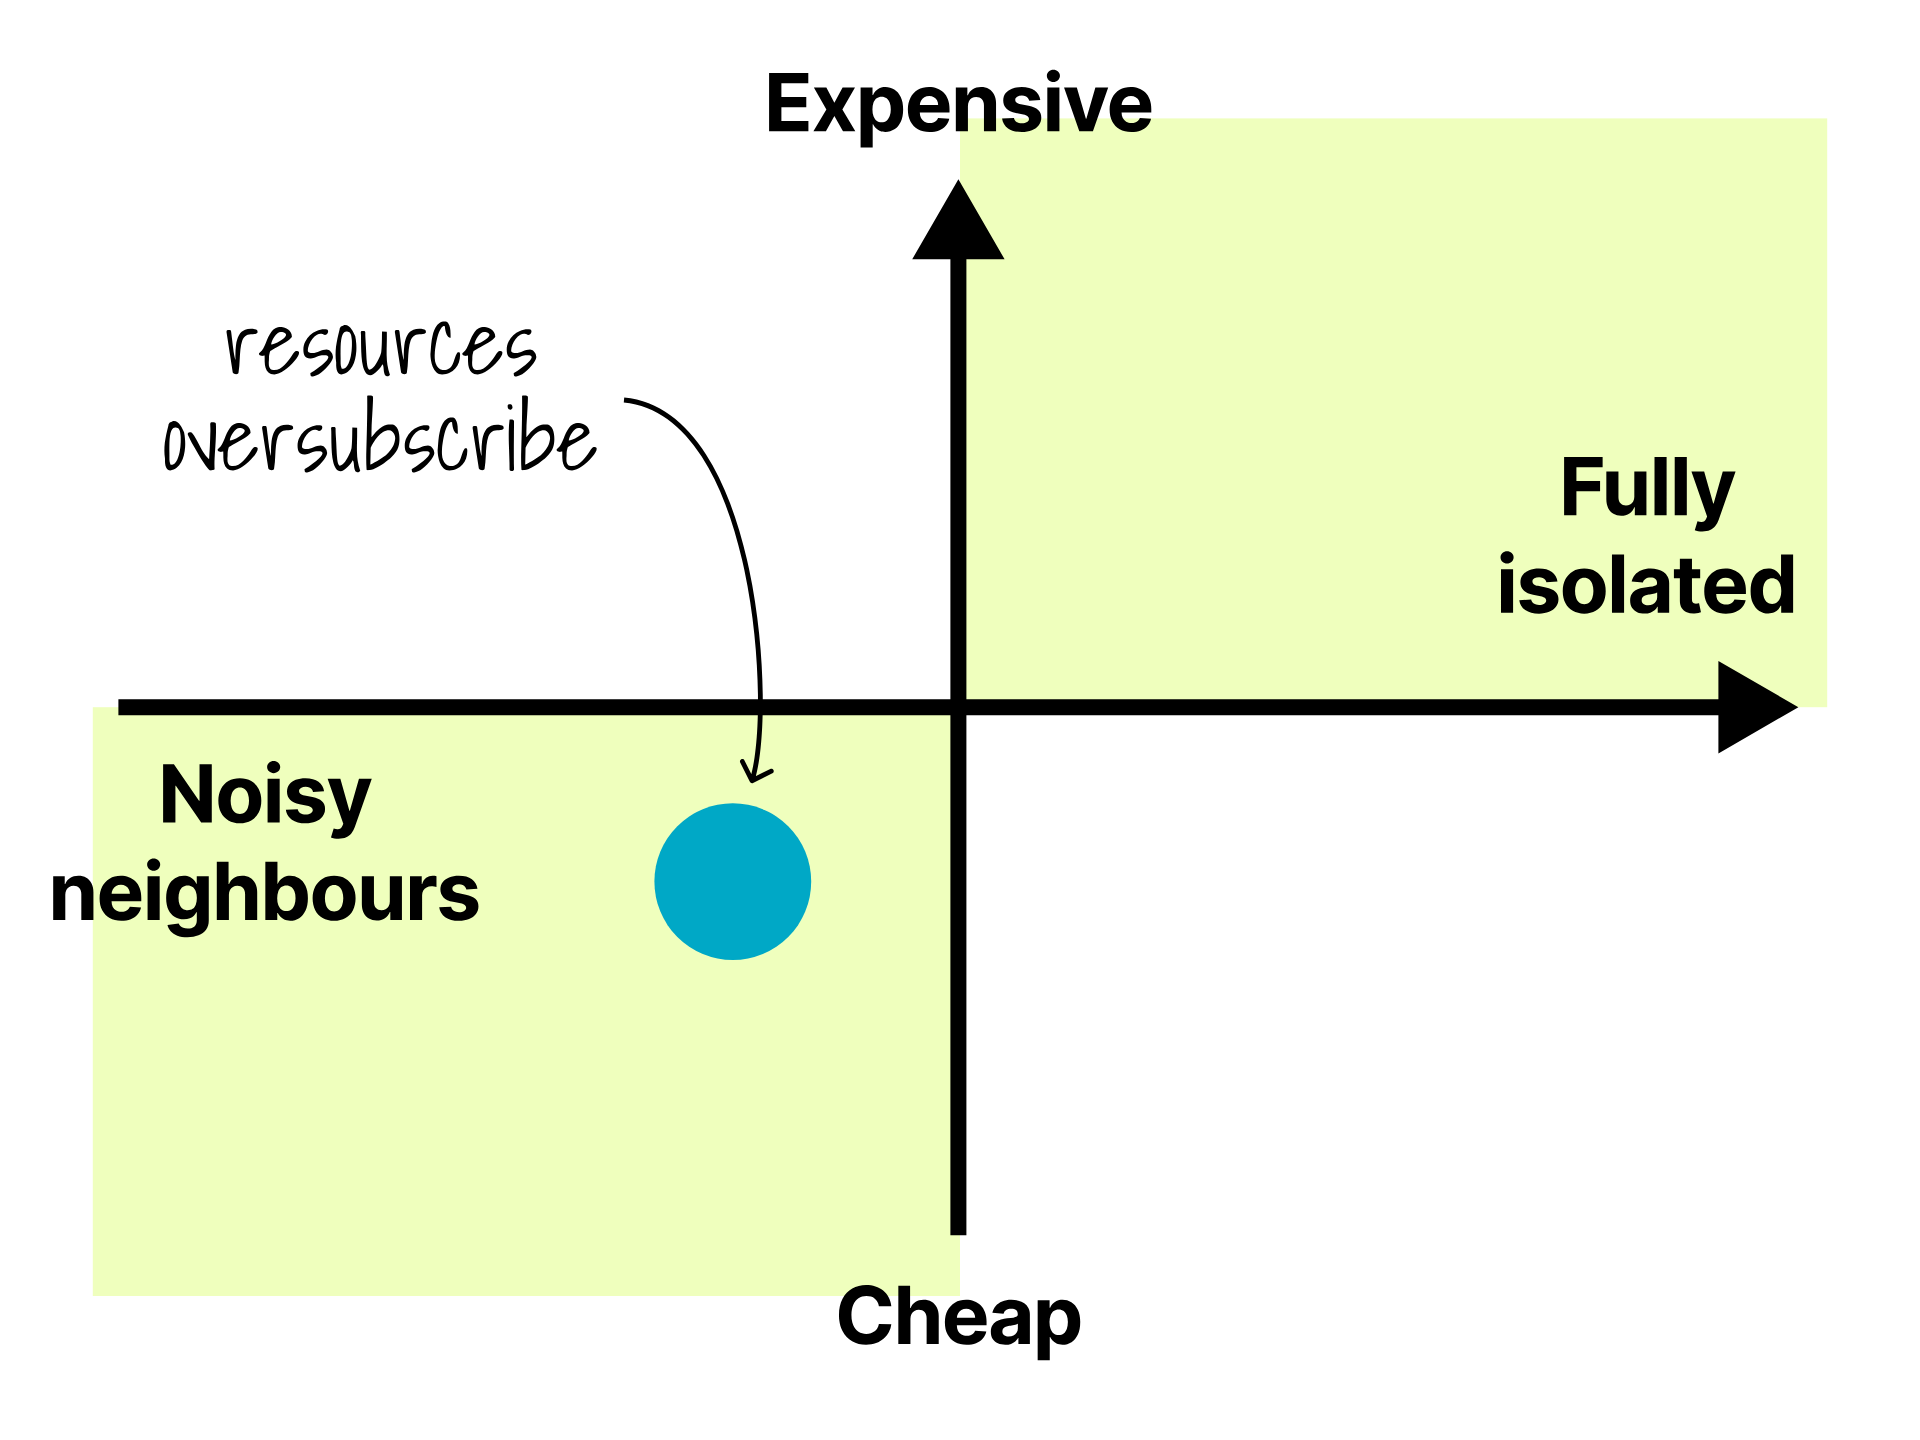 Expensive
resources
oversubscribe
Fully
isolated
Noisy
neighbours
Cheap